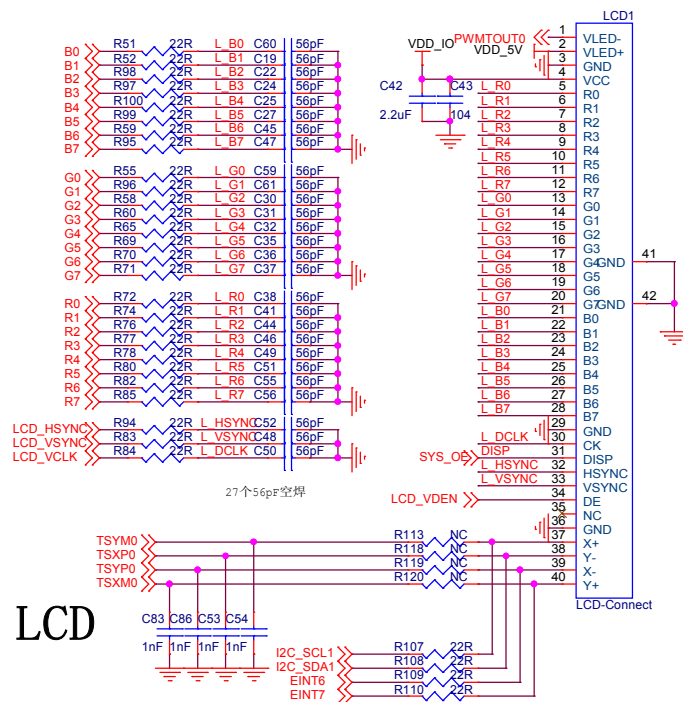 B0 R51 22R L_B0 C60 56pF
B1 R52 22R L_B1 C19 56pF
B2 R98 22R L_B2 C22 56pF
B3 R97 22R L_B3 C24 56pF
B4 R100 22R L_B4 C25 56pF
B5 R99 22R L_B5 C27 56pF
B6 R59 22R L_B6 C45 56pF
B7 R95 22R L_B7 C47 56pF
G0 R55 22R L_G0 C59 56pF
G1 R96 22R L_G1 C61 56pF
G2 R58 22R L_G2 C30 56pF
G3 R60 22R L_G3 C31 56pF
G4 R65 22R L_G4 C32 56pF
G5 R69 22R L_G5 C35 56pF
G6 R70 22R L_G6 C36 56pF
G7 R71 22R L_G7 C37 56pF
R0 R72 22R L_R0 C38 56pF
R1 R74 22R L_R1 C41 56pF
R2 R76 22R L_R2 C44 56pF
R3 R77 22R L_R3 C46 56pF
R4 R78 22R L_R4 C49 56pF
R5 R80 22R L_R5 C51 56pF
R6 R82 22R L_R6 C55 56pF
R7 R85 22R L_R7 C56 56pF
LCD_HSYNC R94 22R L_HSYNC C52 56pF
LCD_VSYNC R83 22R L_VSYNC C48 56pF
LCD_VCLK R84 22R L_DCLK C50 56pF
27个56pF空焊
VDD_IO
C42 C43
2.2uF 104
LCD1
PWMTOUT0 1 VLED-
VDD_5V 2 VLED+
3 GND
4 VCC
L_R0 5 R0
L_R1 6 R1
L_R2 7 R2
L_R3 8 R3
L_R4 9 R4
L_R5 10 R5
L_R6 11 R6
L_R7 12 R7
L_G0 13 G0
L_G1 14 G1
L_G2 15 G2
L_G3 16 G3
L_G4 17 G4 GND 41
L_G5 18 G5
L_G6 19 G6
L_G7 20 G7 GND 42
L_B0 21 B0
L_B1 22 B1
L_B2 23 B2
L_B3 24 B3
L_B4 25 B4
L_B5 26 B5
L_B6 27 B6
L_B7 28 B7
29 GND
L_DCLK 30 CK
SYS_OE DISP 31 DISP
L_HSYNC 32 HSYNC
L_VSYNC 33 VSYNC
LCD_VDEN 34 DE
35 NC
36 GND
37 X+
38 Y-
39 X-
40 Y+
LCD-Connect
TSYM0 R113 NC
TSXP0 R118 NC
TSYP0 R119 NC
TSXM0 R120 NC
C83 C86 C53 C54
1nF 1nF 1nF 1nF
LCD
I2C_SCL1 R107 22R
I2C_SDA1 R108 22R
EINT6 R109 22R
EINT7 R110 22R